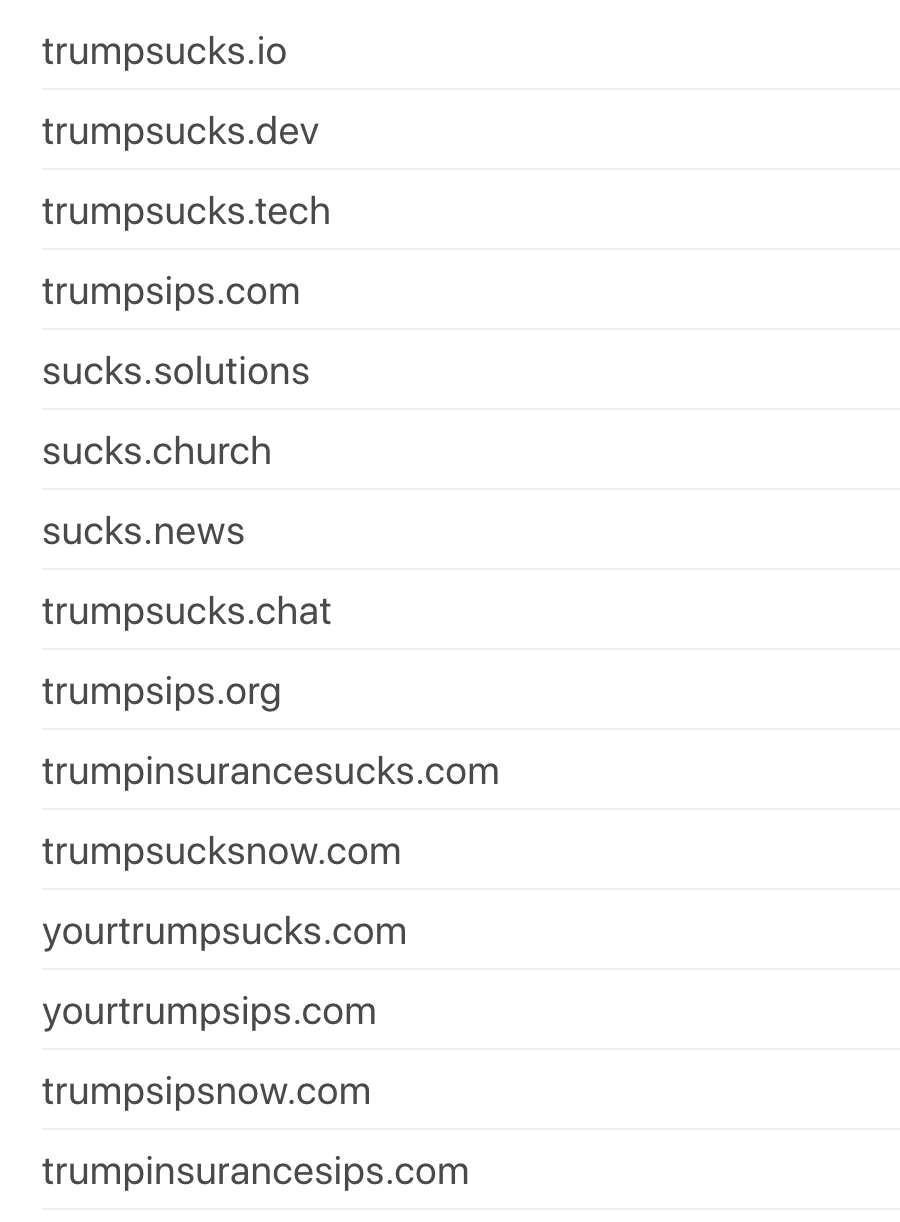 trumpsucks.io
trumpsucks.dev
trumpsucks.tech
trumpsips.com
sucks.solutions
sucks.church
sucks.news
trumpsucks.chat
trumpsips.org
trumpinsurancesucks.com
trumpsucksnow.com
yourtrumpsucks.com
yourtrumpsips.com
trumpsipsnow.com
trumpinsurancesips.com